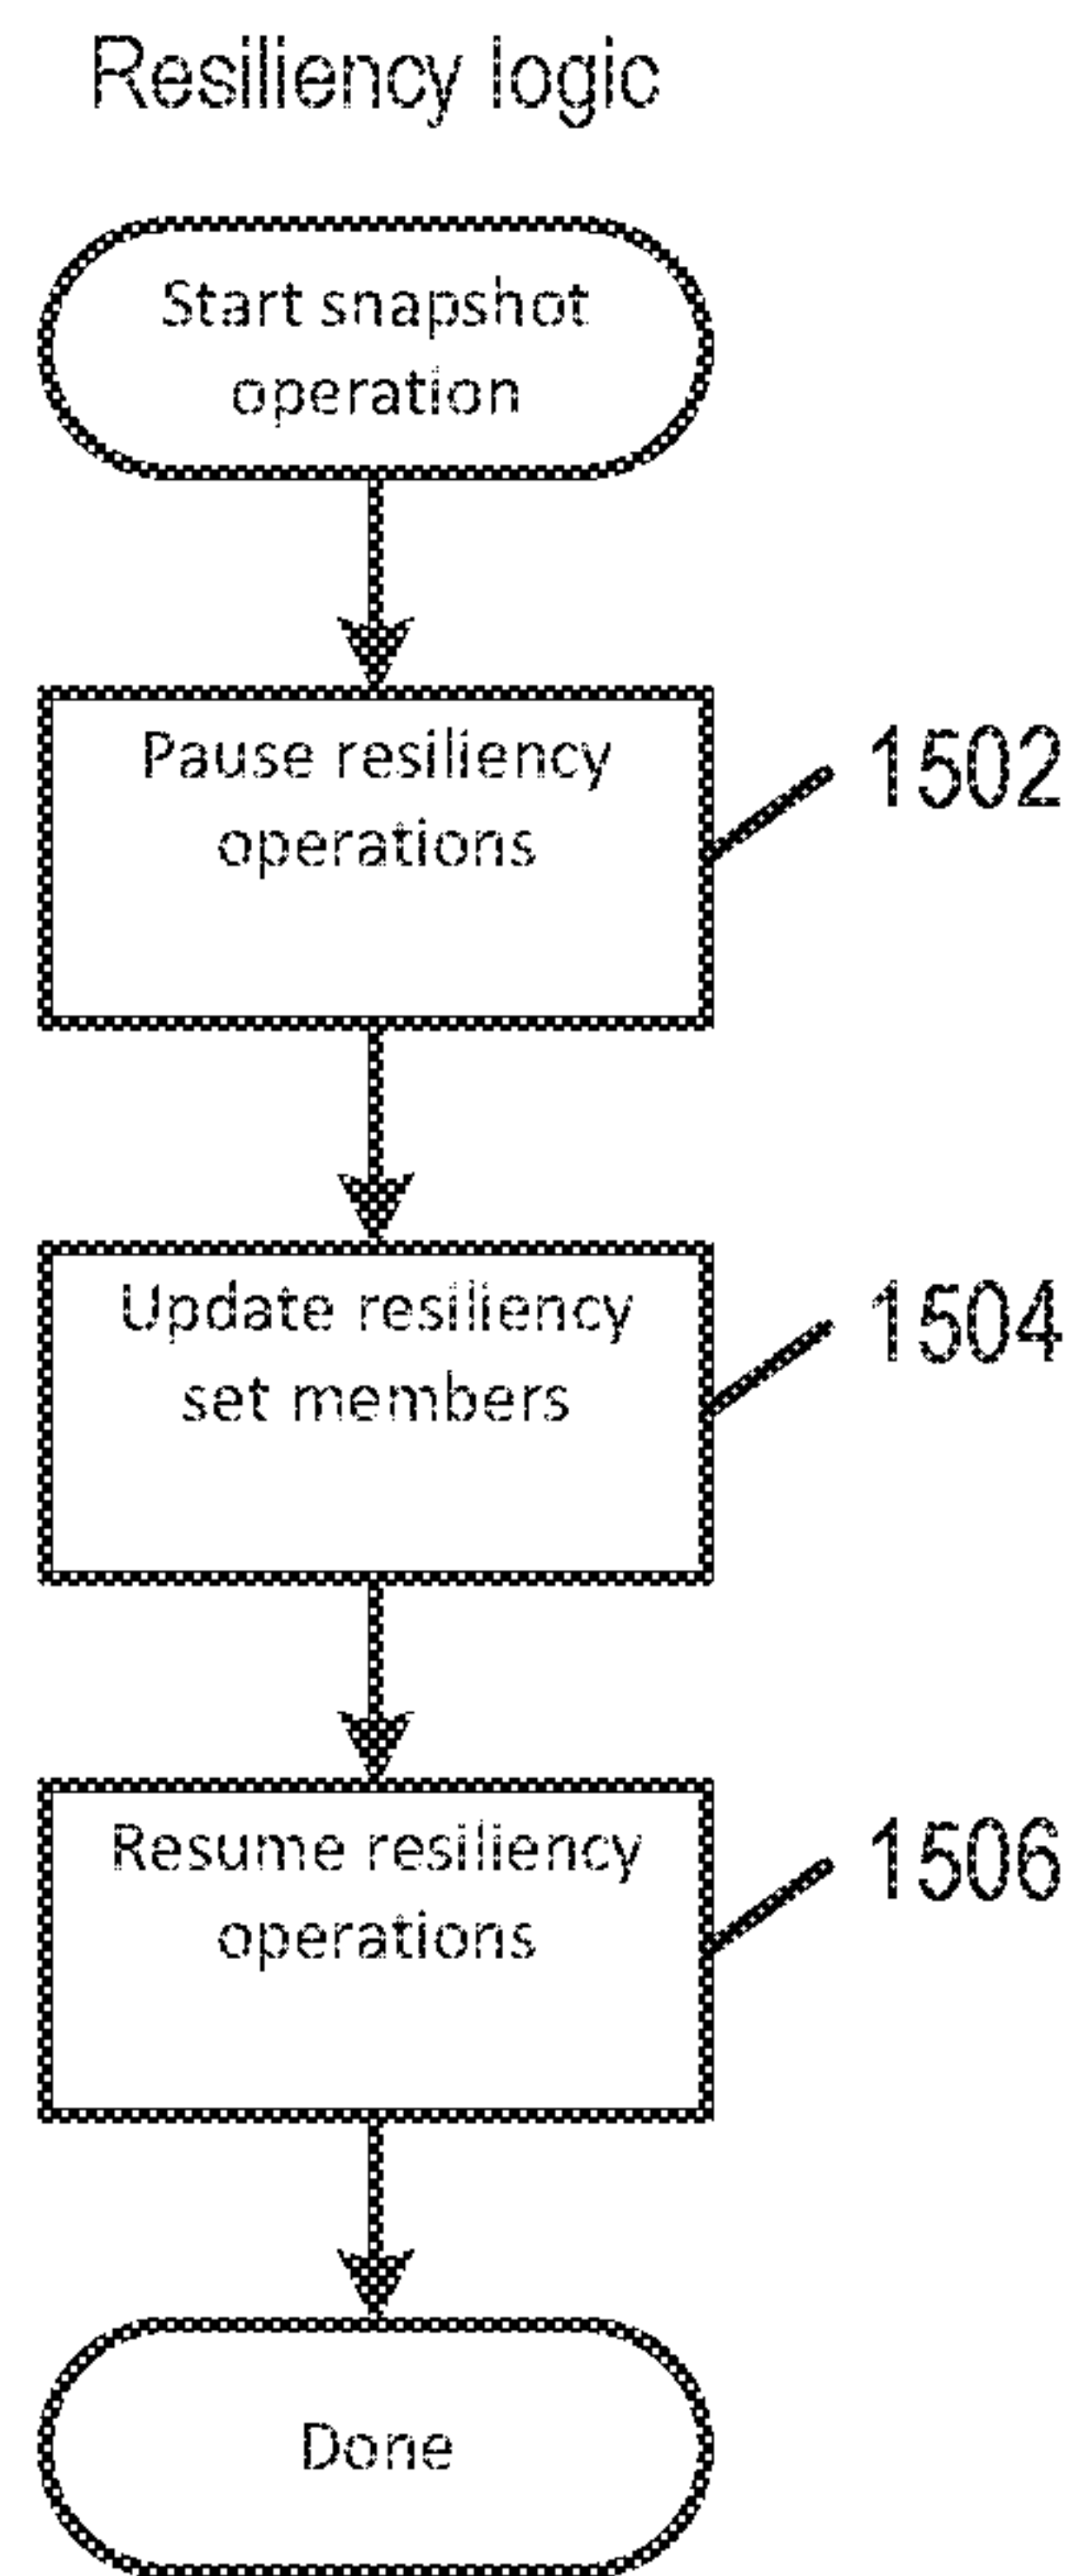 Resiliency logic
Start snapshot
operation
Pause resiliency
operations
1502
Update resiliency
set members
1504
Resume resiliency
operations
1506
Done